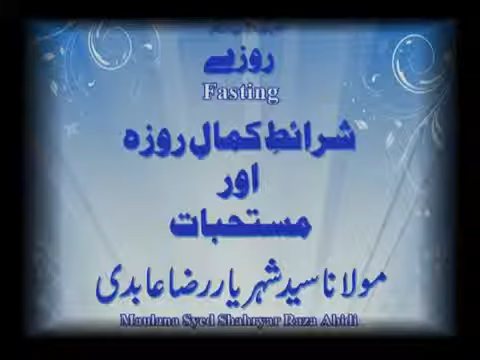 روزے
Fasting
شرائطِ کمالِ روزہ
اور
مستحبات
مولانا سید شہریار رضا عابدی
Maulana Syed Shahryar Raza Abidi